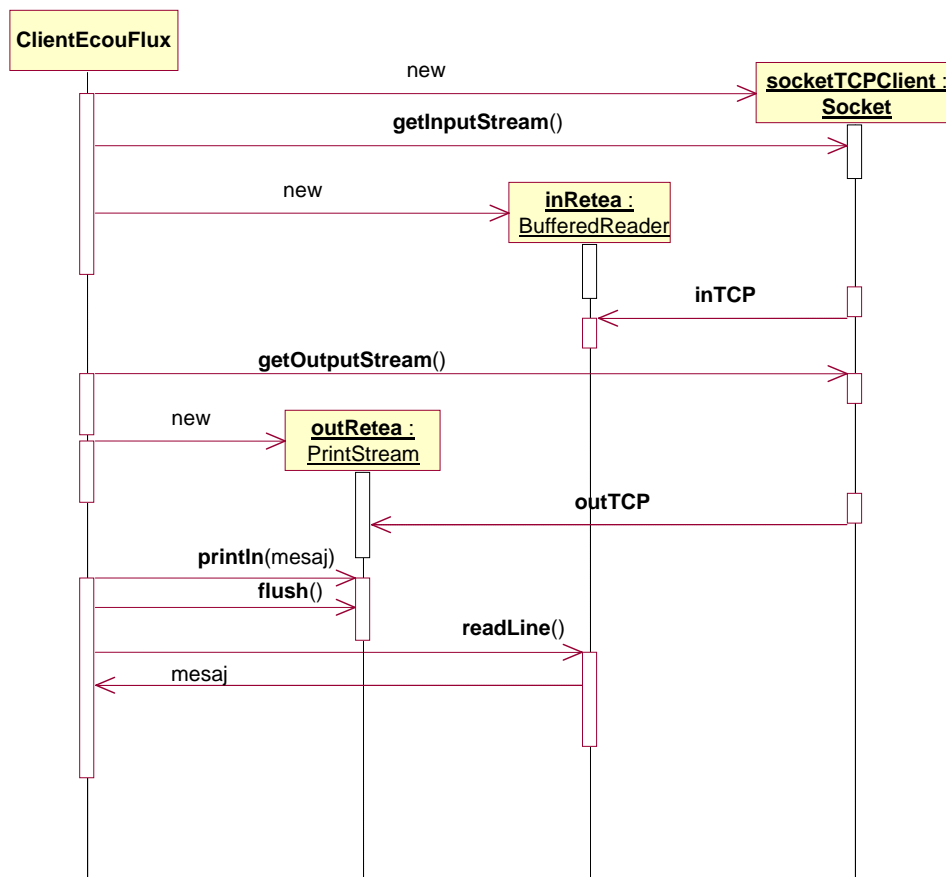 ClientEcouFlux
new
socketTCPClient :
Socket
getInputStream()
new
inRetea :
BufferedReader
inTCP
getOutputStream()
new
outRetea :
PrintStream
outTCP
println(mesaj)
flush()
readLine()
mesaj